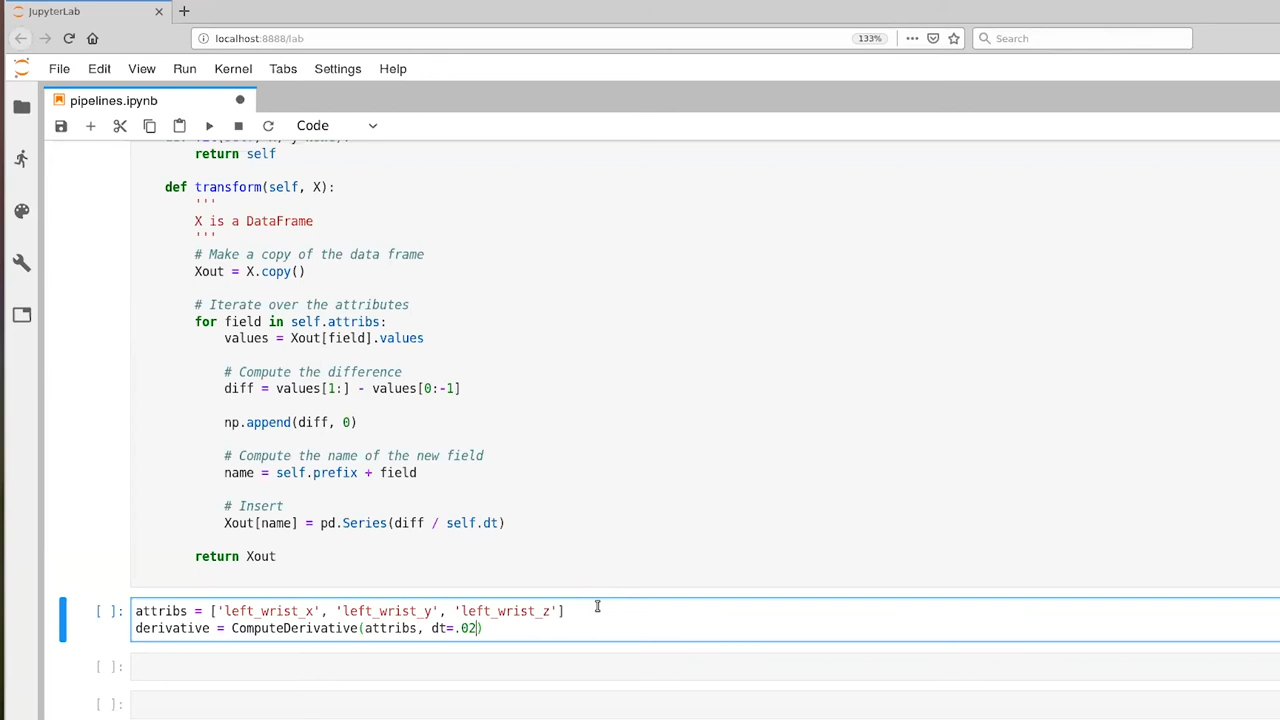 JupyterLab
localhost:8888/lab
133%
Search
File Edit View Run Kernel Tabs Settings Help
pipelines.ipynb
Code
return self
def transform(self, X):
'''
X is a DataFrame
'''
# Make a copy of the data frame
Xout = X.copy()
# Iterate over the attributes
for field in self.attribs:
values = Xout[field].values
# Compute the difference
diff = values[1:] - values[0:-1]
np.append(diff, 0)
# Compute the name of the new field
name = self.prefix + field
# Insert
Xout[name] = pd.Series(diff / self.dt)
return Xout
[ ]: attribs = ['left_wrist_x', 'left_wrist_y', 'left_wrist_z']
derivative = ComputeDerivative(attribs, dt=.02)
[ ]:
[ ]: